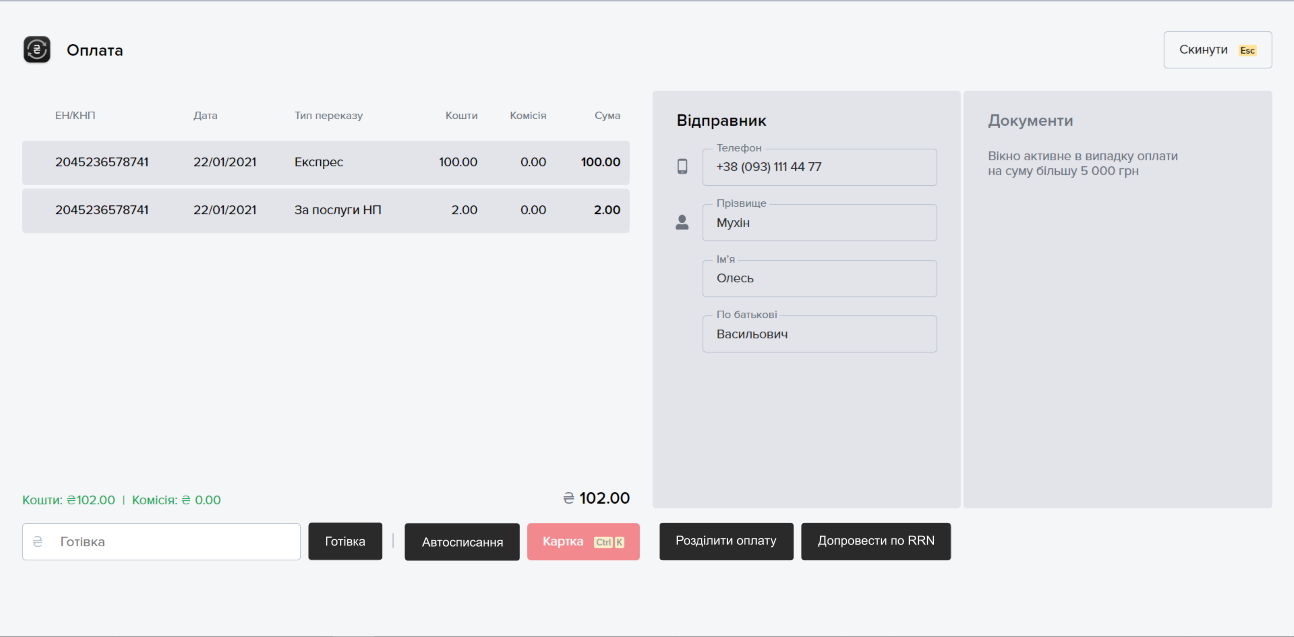 Оплата
Скинути Esc
ЕН/КНП Дата Тип переказу Кошти Комісія Сума
2045236578741 22/01/2021 Експрес 100.00 0.00 100.00
2045236578741 22/01/2021 За послуги НП 2.00 0.00 2.00
Кошти: ₴102.00 | Комісія: ₴ 0.00
₴ 102.00
Відправник
Телефон
+38 (093) 111 44 77
Прізвище
Мухін
Ім'я
Олесь
По батькові
Васильович
Документи
Вікно активне в випадку оплати
на суму більшу 5 000 грн
₴ Готівка
Готівка
Автосписання
Картка Ctrl K
Розділити оплату
Допровести по RRN